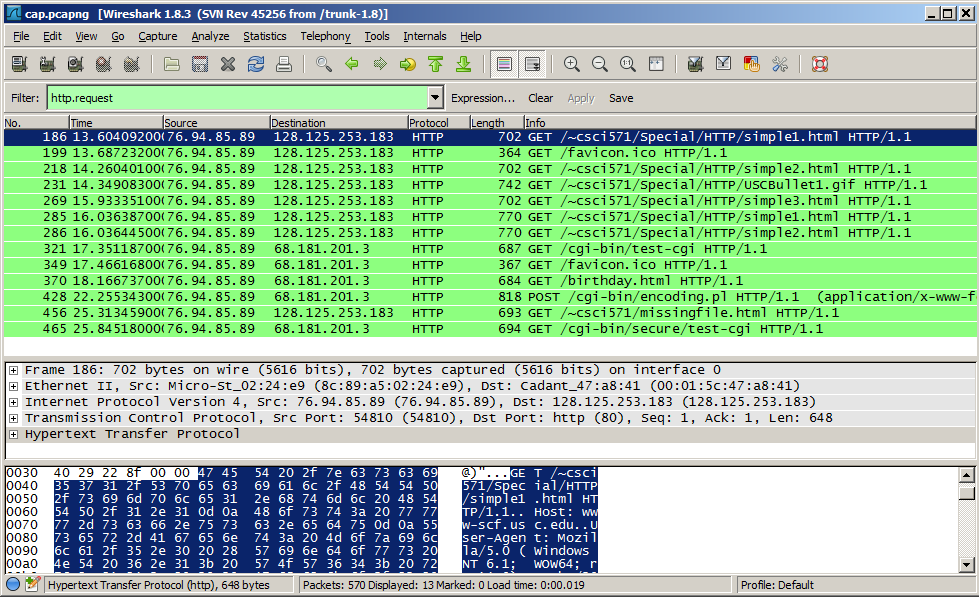 cap.pcapng [Wireshark 1.8.3 (SVN Rev 45256 from /trunk-1.8)]
File Edit View Go Capture Analyze Statistics Telephony Tools Internals Help
Filter: http.request Expression... Clear Apply Save
No. Time Source Destination Protocol Length Info
186 13.604092000 76.94.85.89 128.125.253.183 HTTP 702 GET /~csci571/Special/HTTP/simple1.html HTTP/1.1
199 13.687232000 76.94.85.89 128.125.253.183 HTTP 364 GET /favicon.ico HTTP/1.1
218 14.260401000 76.94.85.89 128.125.253.183 HTTP 702 GET /~csci571/Special/HTTP/simple2.html HTTP/1.1
231 14.349083000 76.94.85.89 128.125.253.183 HTTP 742 GET /~csci571/Special/HTTP/USCBullet1.gif HTTP/1.1
269 15.933351000 76.94.85.89 128.125.253.183 HTTP 702 GET /~csci571/Special/HTTP/simple3.html HTTP/1.1
285 16.036387000 76.94.85.89 128.125.253.183 HTTP 770 GET /~csci571/Special/HTTP/simple1.html HTTP/1.1
286 16.036445000 76.94.85.89 128.125.253.183 HTTP 770 GET /~csci571/Special/HTTP/simple2.html HTTP/1.1
321 17.351187000 76.94.85.89 68.181.201.3 HTTP 687 GET /cgi-bin/test-cgi HTTP/1.1
349 17.466168000 76.94.85.89 68.181.201.3 HTTP 367 GET /favicon.ico HTTP/1.1
370 18.166737000 76.94.85.89 68.181.201.3 HTTP 684 GET /birthday.html HTTP/1.1
428 22.255343000 76.94.85.89 68.181.201.3 HTTP 818 POST /cgi-bin/encoding.pl HTTP/1.1 (application/x-www-f
456 25.313459000 76.94.85.89 128.125.253.183 HTTP 693 GET /~csci571/missingfile.html HTTP/1.1
465 25.845180000 76.94.85.89 68.181.201.3 HTTP 694 GET /cgi-bin/secure/test-cgi HTTP/1.1
Frame 186: 702 bytes on wire (5616 bits), 702 bytes captured (5616 bits) on interface 0
Ethernet II, Src: Micro-St_02:24:e9 (8c:89:a5:02:24:e9), Dst: Cadant_47:a8:41 (00:01:5c:47:a8:41)
Internet Protocol Version 4, Src: 76.94.85.89 (76.94.85.89), Dst: 128.125.253.183 (128.125.253.183)
Transmission Control Protocol, Src Port: 54810 (54810), Dst Port: http (80), Seq: 1, Ack: 1, Len: 648
Hypertext Transfer Protocol
0030 40 29 22 8f 00 00 47 45 54 20 2f 7e 63 73 63 69 @)"...GE T /~csci
0040 35 37 31 2f 53 70 65 63 69 61 6c 2f 48 54 54 50 571/Spec ial/HTTP
0050 2f 73 69 6d 70 6c 65 31 2e 68 74 6d 6c 20 48 54 /simple1 .html HT
0060 54 50 2f 31 2e 31 0d 0a 48 6f 73 74 3a 20 77 77 TP/1.1.. Host: ww
0070 77 2d 73 63 66 2e 75 73 63 2e 65 64 75 0d 0a 55 w-scf.us c.edu..U
0080 73 65 72 2d 41 67 65 6e 74 3a 20 4d 6f 7a 69 6c ser-Agen t: Mozil
0090 6c 61 2f 35 2e 30 20 28 57 69 6e 64 6f 77 73 20 la/5.0 ( Windows
00a0 4e 54 20 36 2e 31 3b 20 57 4f 57 36 34 3b 20 72 NT 6.1; WOW64; r
Hypertext Transfer Protocol (http), 648 bytes Packets: 570 Displayed: 13 Marked: 0 Load time: 0:00.019 Profile: Default